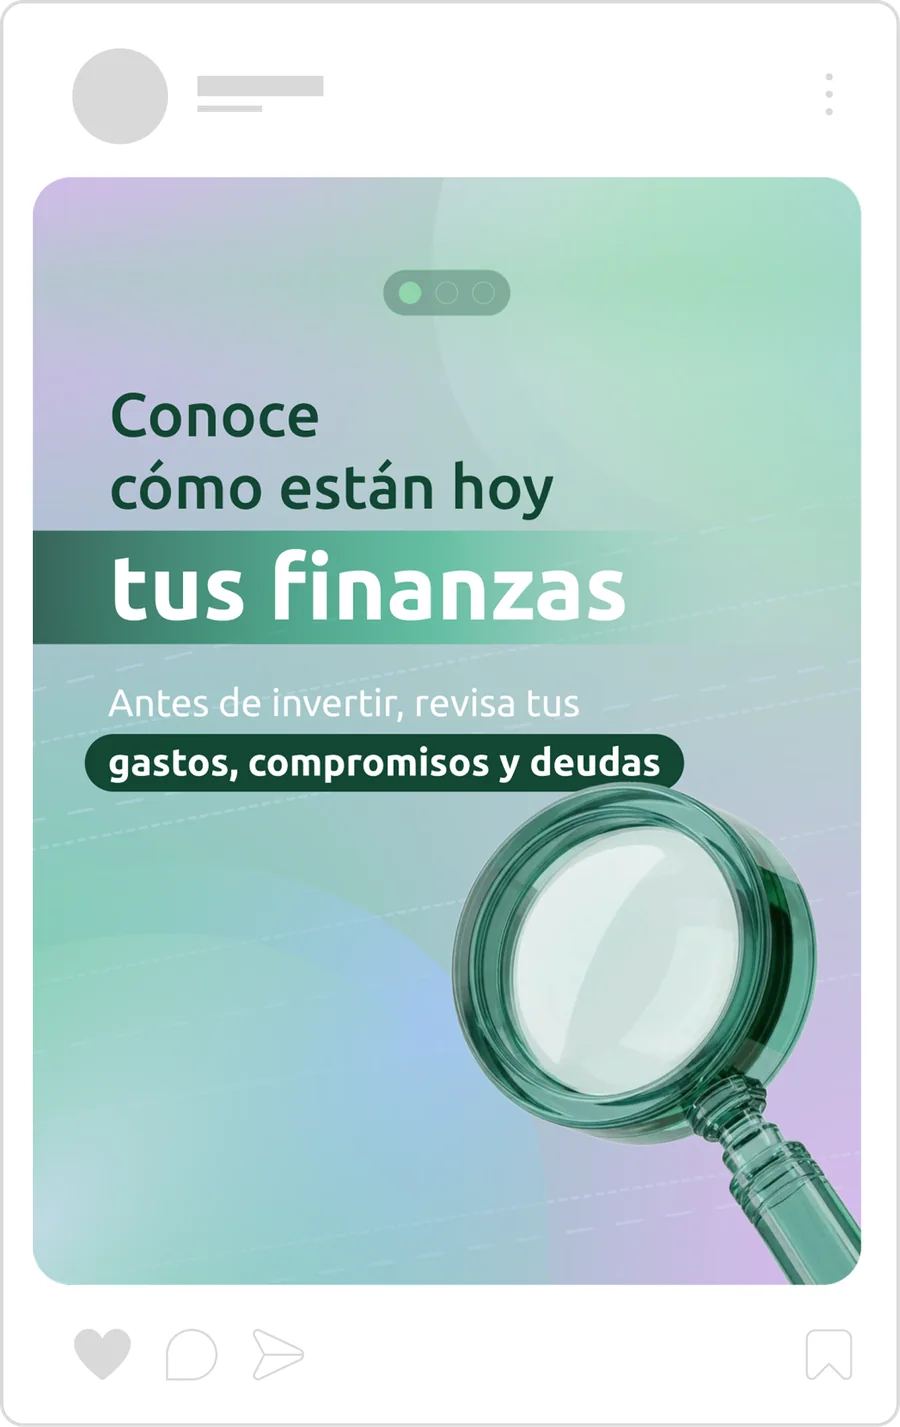 Conoce
cómo están hoy
tus finanzas
Antes de invertir, revisa tus
gastos, compromisos y deudas